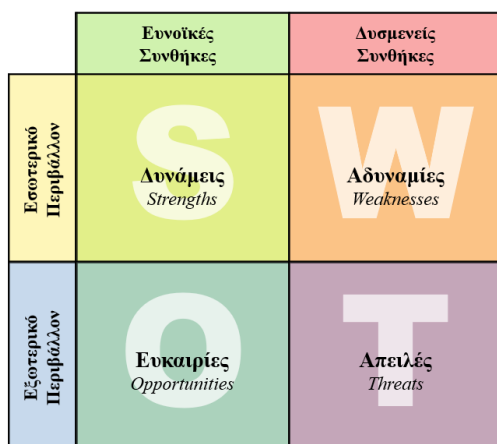 Ευνοϊκές
Συνθήκες
Δυσμενείς
Συνθήκες
Εσωτερικό
Περιβάλλον
S
Δυνάμεις
Strengths
W
Αδυναμίες
Weaknesses
Εξωτερικό
Περιβάλλον
O
Ευκαιρίες
Opportunities
T
Απειλές
Threats